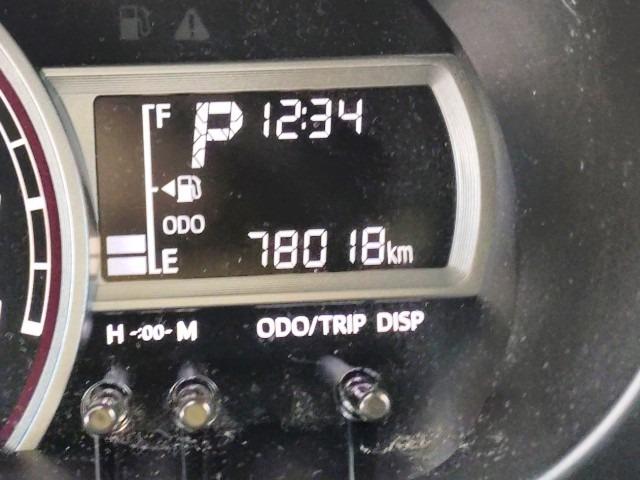 F P 12:34
ODO
E 78018km
H -:00- M ODO/TRIP DISP